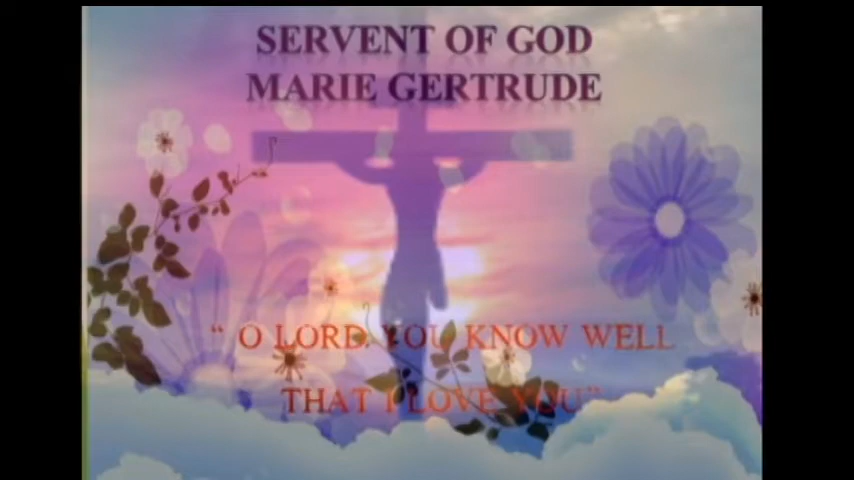 SERVENT OF GOD
MARIE GERTRUDE
“ O LORD, YOU KNOW WELL
THAT I LOVE YOU”